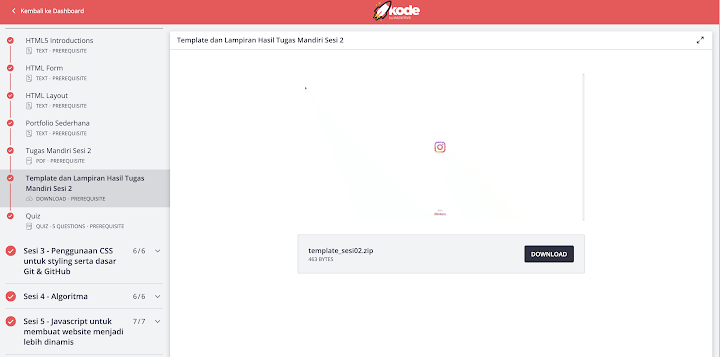 Kembali ke Dashboard
kode
HTML5 Introductions
TEXT · PREREQUISITE
HTML Form
TEXT · PREREQUISITE
HTML Layout
TEXT · PREREQUISITE
Portfolio Sederhana
TEXT · PREREQUISITE
Tugas Mandiri Sesi 2
PDF · PREREQUISITE
Template dan Lampiran Hasil Tugas
Mandiri Sesi 2
DOWNLOAD · PREREQUISITE
Quiz
QUIZ · 5 QUESTIONS · PREREQUISITE
Sesi 3 - Penggunaan CSS
untuk styling serta dasar
Git & GitHub
6 / 6
Sesi 4 - Algoritma
6 / 6
Sesi 5 - Javascript untuk
membuat website menjadi
lebih dinamis
7 / 7
Template dan Lampiran Hasil Tugas Mandiri Sesi 2
template_sesi02.zip
463 BYTES
DOWNLOAD